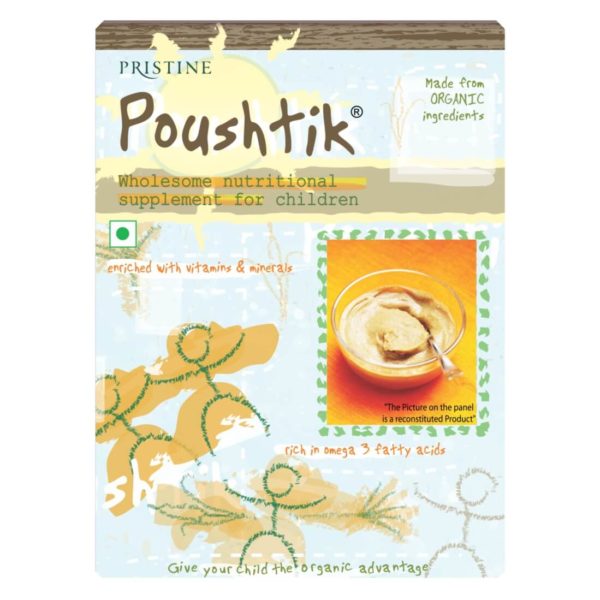 PRISTINE
Poushtik®
Made from
ORGANIC
ingredients
Wholesome nutritional
supplement for children
enriched with vitamins & minerals
"The Picture on the panel
is a reconstituted Product"
rich in omega 3 fatty acids
Give your child the organic advantage